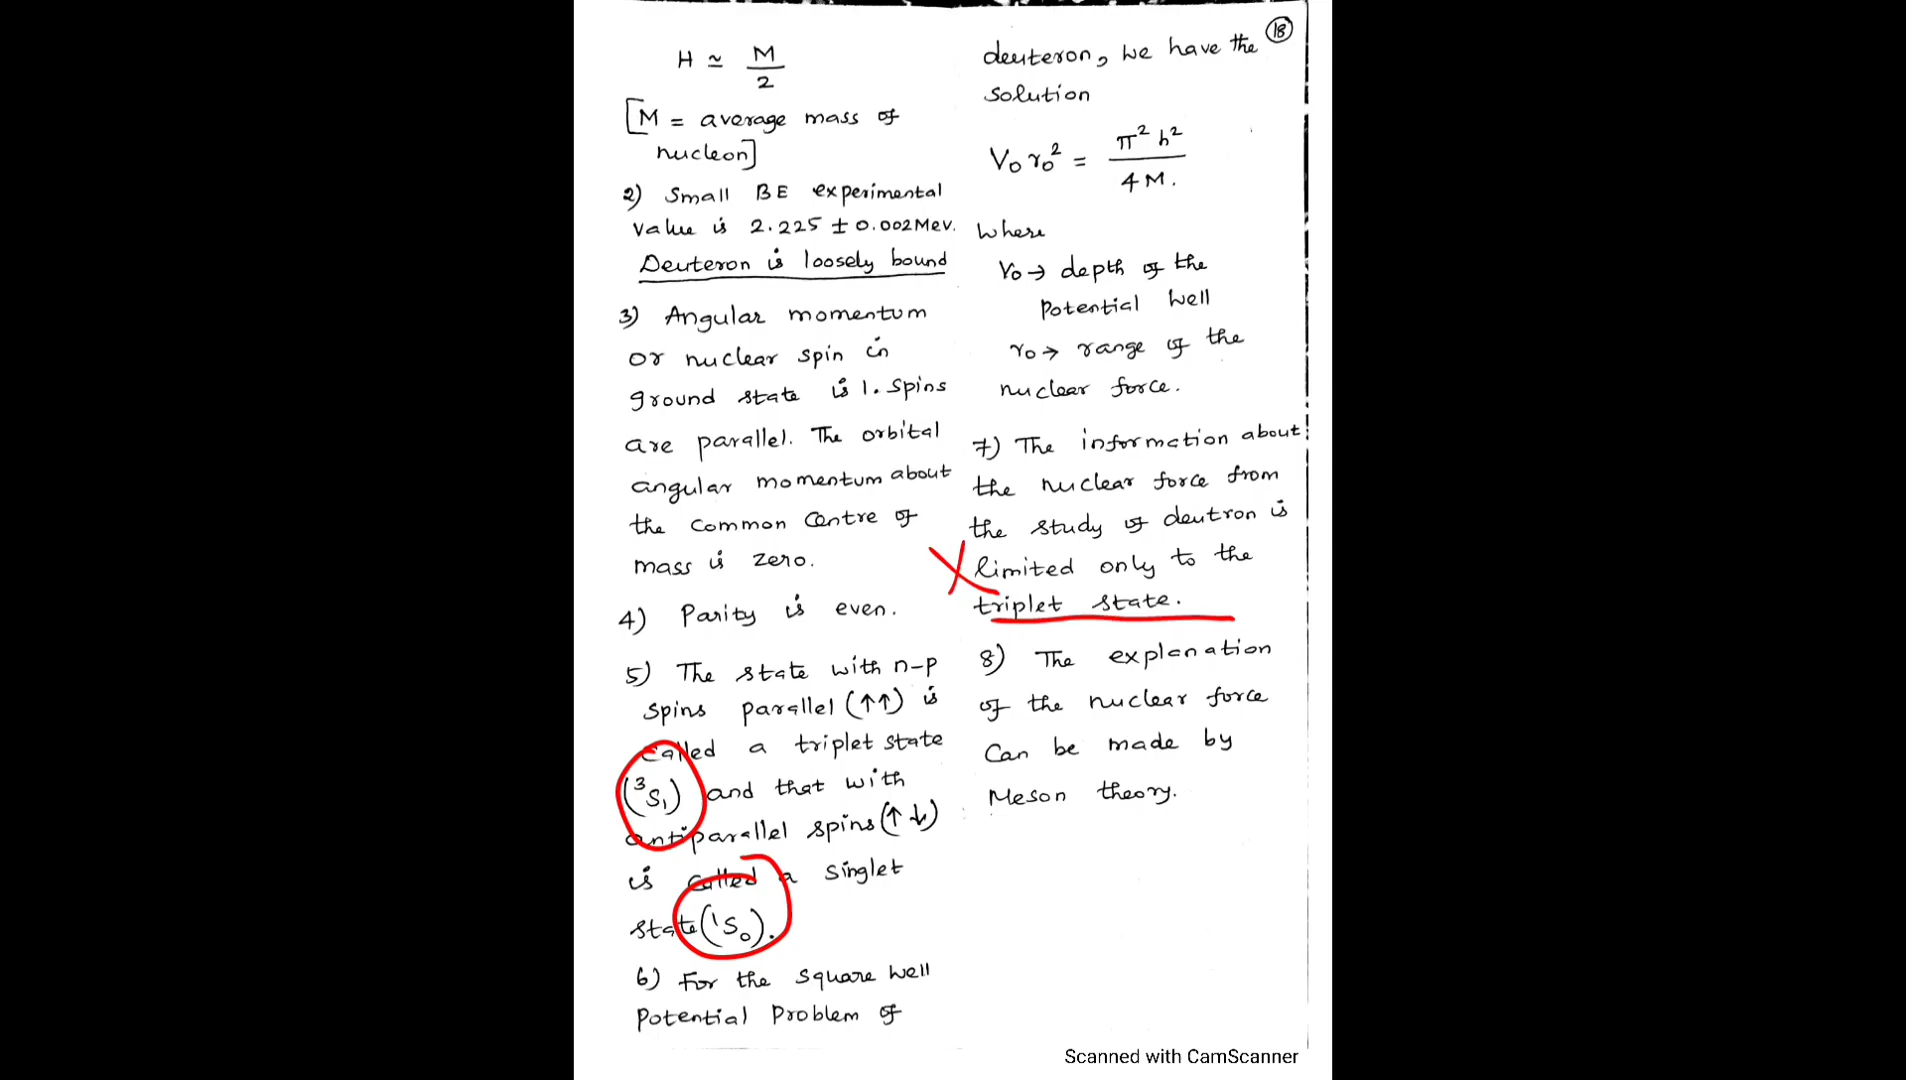 H ≃ M/2
[M = average mass of
nucleon]
2) Small BE experimental
value is 2.225 ± 0.002 Mev.
Deuteron is loosely bound
3) Angular momentum
or nuclear spin in
ground state is 1. Spins
are parallel. The orbital
angular momentum about
the common Centre of
mass is zero.
4) Parity is even.
5) The state with n-p
spins parallel (↑↑) is
called a triplet state
(³S₁) and that with
antiparallel spins (↑↓)
is called a singlet
state (¹S₀).
6) For the square well
Potential Problem of
18
deuteron, we have the
solution
V₀ r₀² = π² ħ² / 4M.
where
V₀ → depth of the
Potential well
r₀ → range of the
nuclear force.
7) The information about
the nuclear force from
the study of deutron is
limited only to the
triplet state.
8) The explanation
of the nuclear force
Can be made by
Meson theory.
Scanned with CamScanner